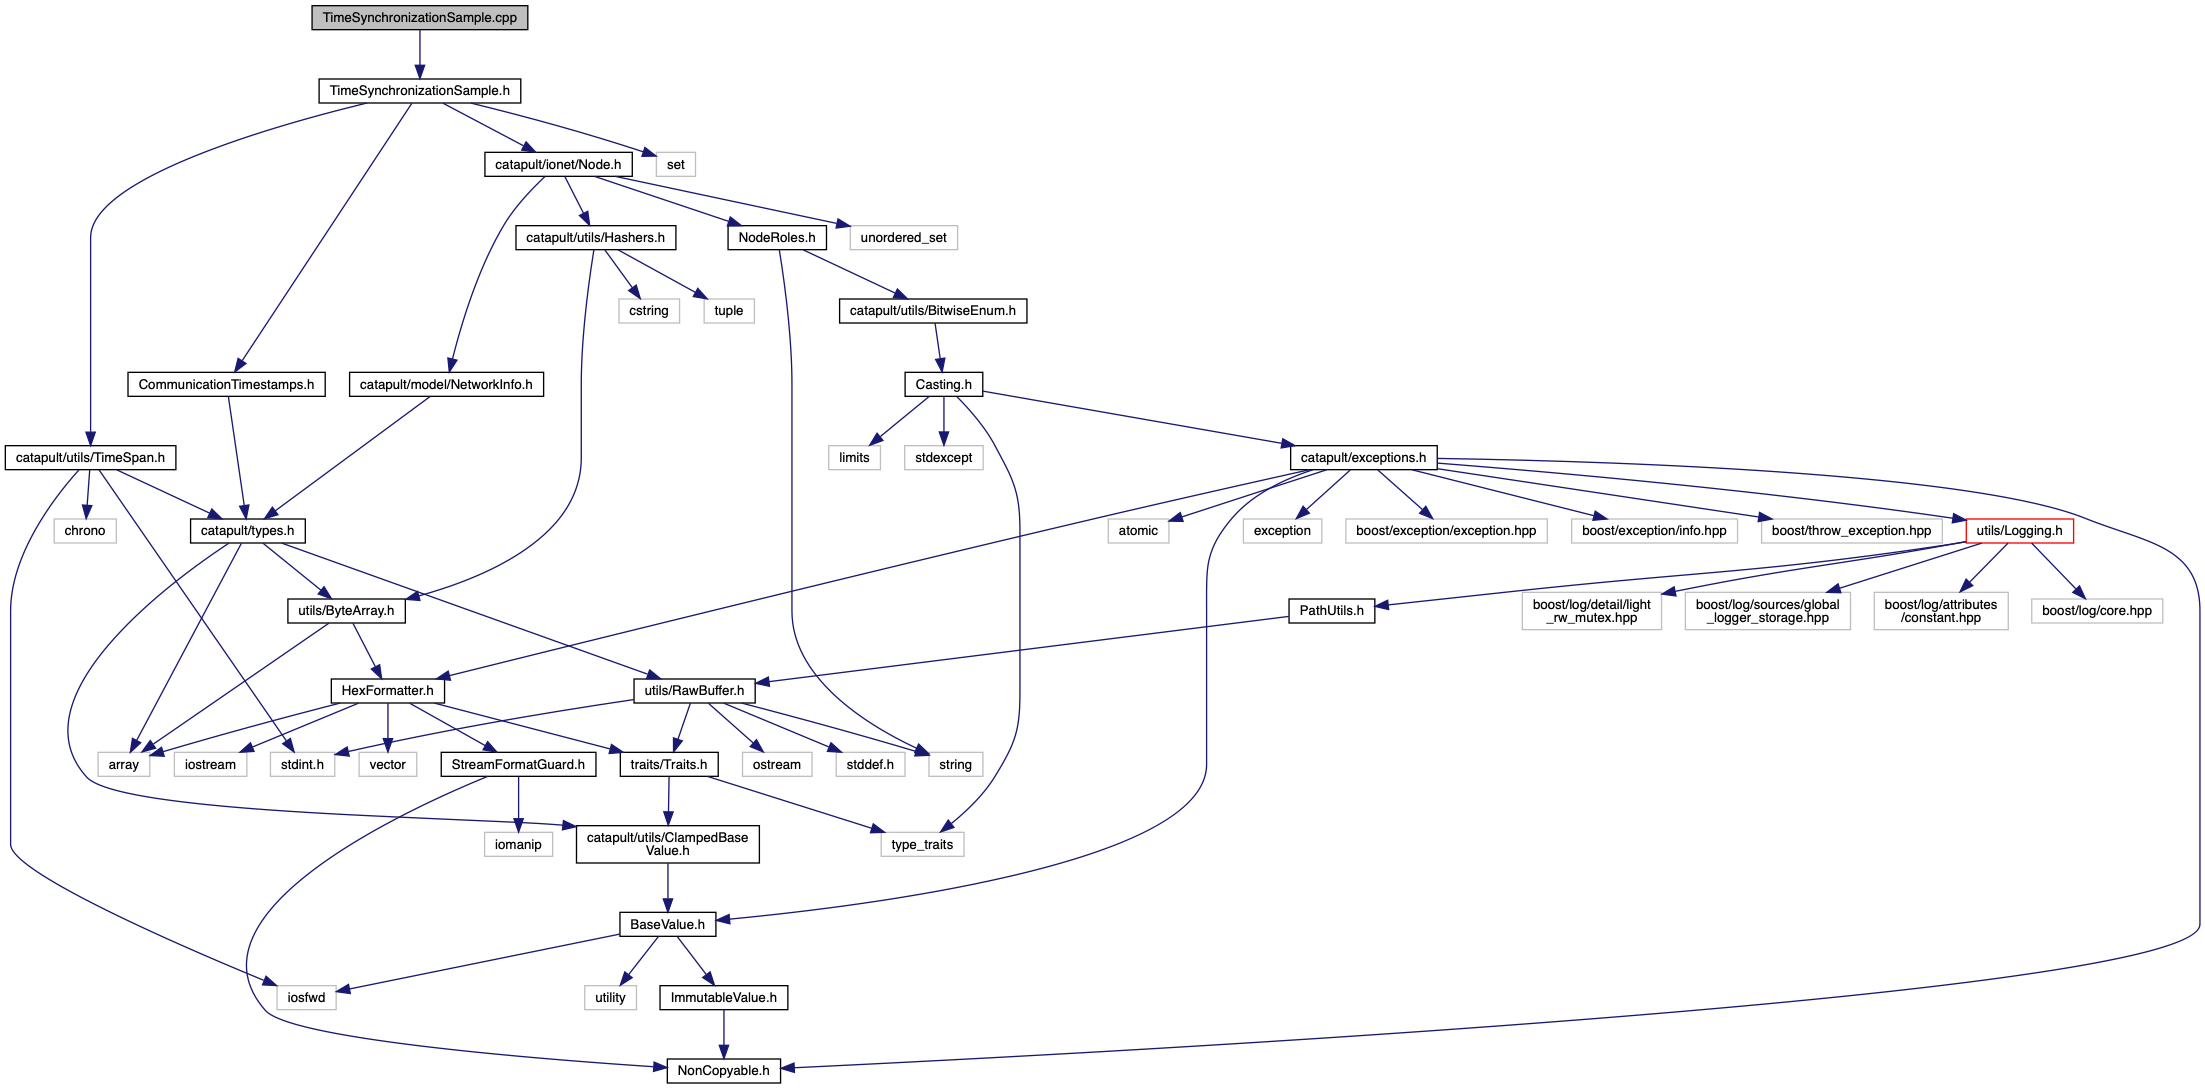 TimeSynchronizationSample.cpp
TimeSynchronizationSample.h
catapult/ionet/Node.h
set
catapult/utils/Hashers.h
NodeRoles.h
unordered_set
cstring
tuple
catapult/utils/BitwiseEnum.h
CommunicationTimestamps.h
catapult/model/NetworkInfo.h
Casting.h
catapult/utils/TimeSpan.h
limits
stdexcept
catapult/exceptions.h
chrono
catapult/types.h
atomic
exception
boost/exception/exception.hpp
boost/exception/info.hpp
boost/throw_exception.hpp
utils/Logging.h
utils/ByteArray.h
PathUtils.h
boost/log/detail/light
_rw_mutex.hpp
boost/log/sources/global
_logger_storage.hpp
boost/log/attributes
/constant.hpp
boost/log/core.hpp
HexFormatter.h
utils/RawBuffer.h
array
iostream
stdint.h
vector
StreamFormatGuard.h
traits/Traits.h
ostream
stddef.h
string
iomanip
catapult/utils/ClampedBase
Value.h
type_traits
BaseValue.h
iosfwd
utility
ImmutableValue.h
NonCopyable.h